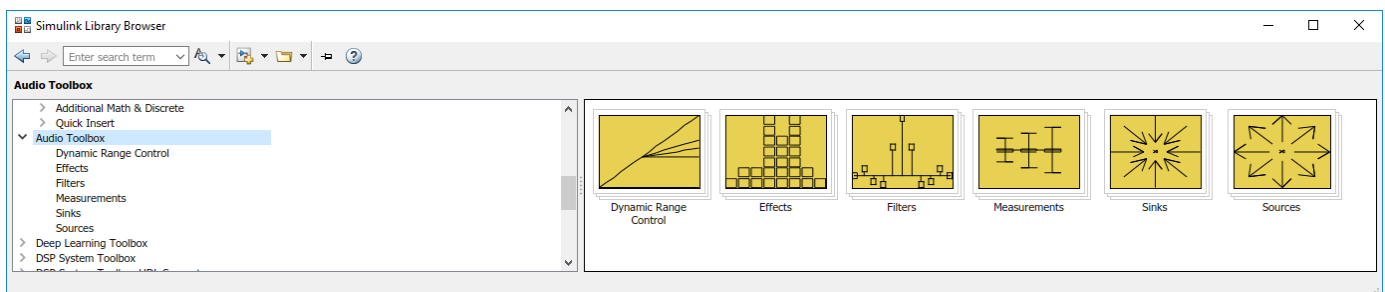 Simulink Library Browser
Enter search term
Audio Toolbox
Additional Math & Discrete
Quick Insert
Audio Toolbox
Dynamic Range Control
Effects
Filters
Measurements
Sinks
Sources
Deep Learning Toolbox
DSP System Toolbox
Dynamic Range
Control
Effects
Filters
Measurements
Sinks
Sources